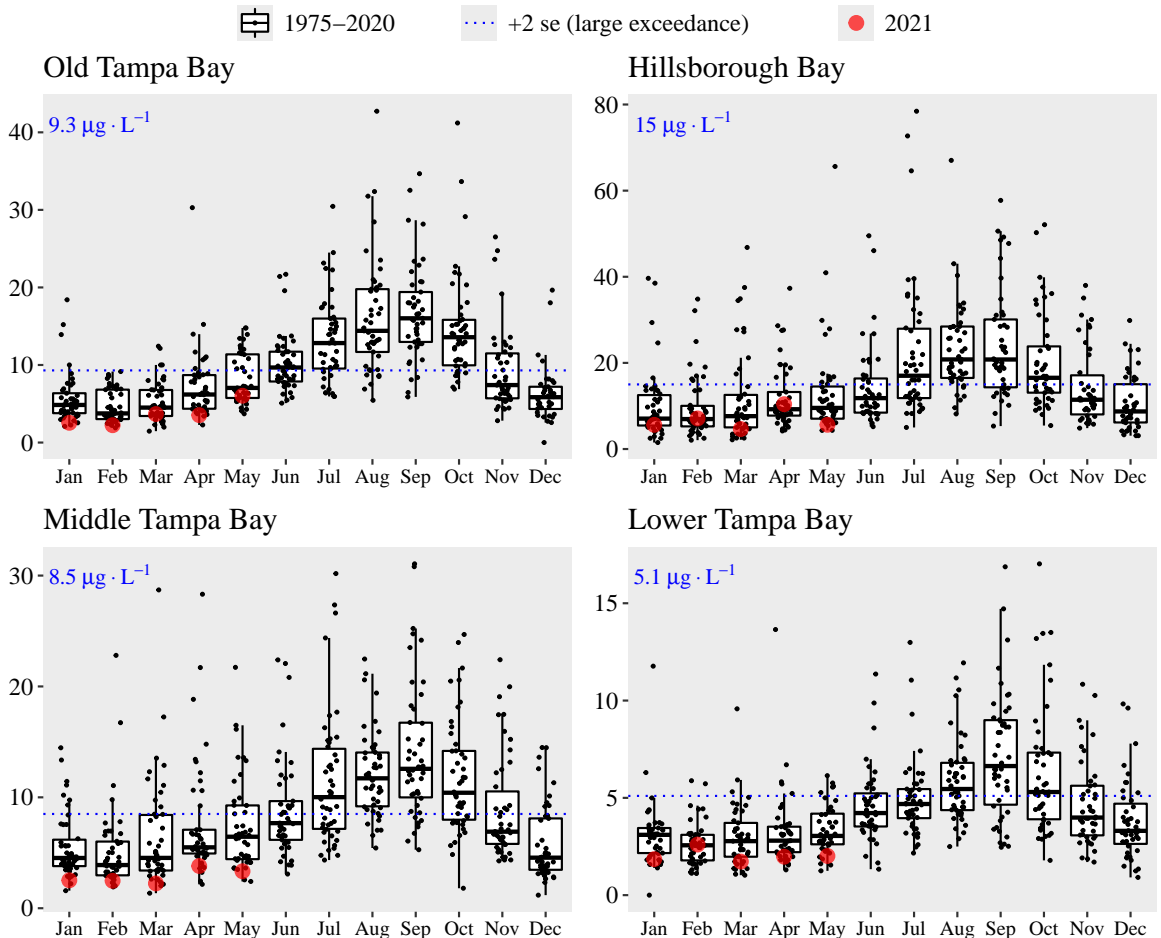 1975–2020 +2 se (large exceedance) 2021
Old Tampa Bay
9.3 µg · L⁻¹
40
30
20
10
0
Jan Feb Mar Apr May Jun Jul Aug Sep Oct Nov Dec
Hillsborough Bay
15 µg · L⁻¹
80
60
40
20
0
Jan Feb Mar Apr May Jun Jul Aug Sep Oct Nov Dec
Middle Tampa Bay
8.5 µg · L⁻¹
30
20
10
0
Jan Feb Mar Apr May Jun Jul Aug Sep Oct Nov Dec
Lower Tampa Bay
5.1 µg · L⁻¹
15
10
5
0
Jan Feb Mar Apr May Jun Jul Aug Sep Oct Nov Dec